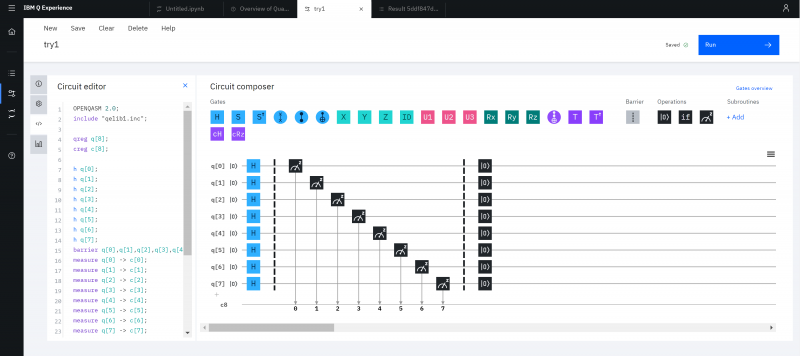 IBM Q Experience
Untitled.ipynb
Overview of Qua...
try1
Result 5ddf847d...
New Save Clear Delete Help
try1
Saved
Run
Circuit editor
1 OPENQASM 2.0;
2 include "qelib1.inc";
3
4 qreg q[8];
5 creg c[8];
6
7 h q[0];
8 h q[1];
9 h q[2];
10 h q[3];
11 h q[4];
12 h q[5];
13 h q[6];
14 h q[7];
15 barrier q[0],q[1],q[2],q[3],q[4
16 measure q[0] -> c[0];
17 measure q[1] -> c[1];
18 measure q[2] -> c[2];
19 measure q[3] -> c[3];
20 measure q[4] -> c[4];
21 measure q[5] -> c[5];
22 measure q[6] -> c[6];
23 measure q[7] -> c[7];
Circuit composer
Gates overview
Gates
Barrier
Operations
Subroutines
H S S† X Y Z ID U1 U2 U3 Rx Ry Rz T T†
cH cRz
|0⟩ if z
+ Add
q[0] |0⟩ H z |0⟩
q[1] |0⟩ H z |0⟩
q[2] |0⟩ H z |0⟩
q[3] |0⟩ H z |0⟩
q[4] |0⟩ H z |0⟩
q[5] |0⟩ H z |0⟩
q[6] |0⟩ H z |0⟩
q[7] |0⟩ H z |0⟩
+
c8 0 1 2 3 4 5 6 7